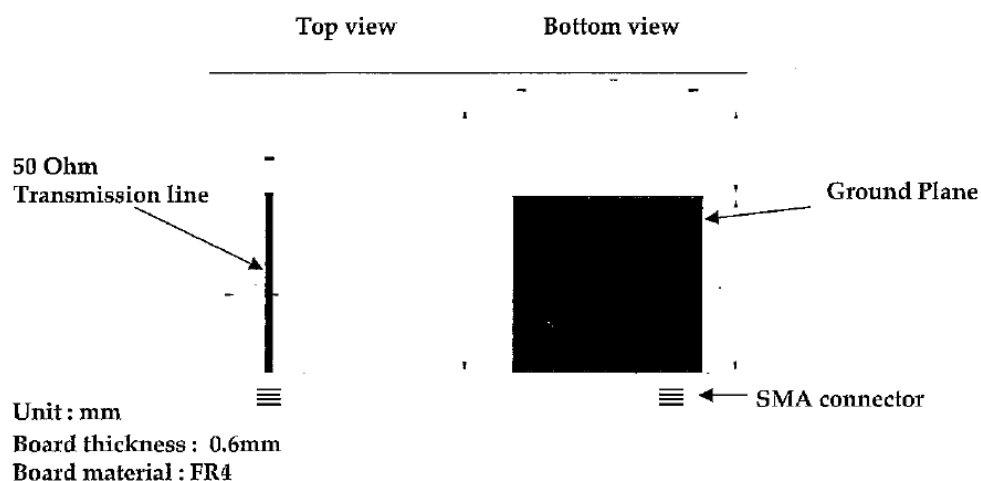 Top view
Bottom view
50 Ohm
Transmission line
Ground Plane
SMA connector
Unit : mm
Board thickness : 0.6mm
Board material : FR4